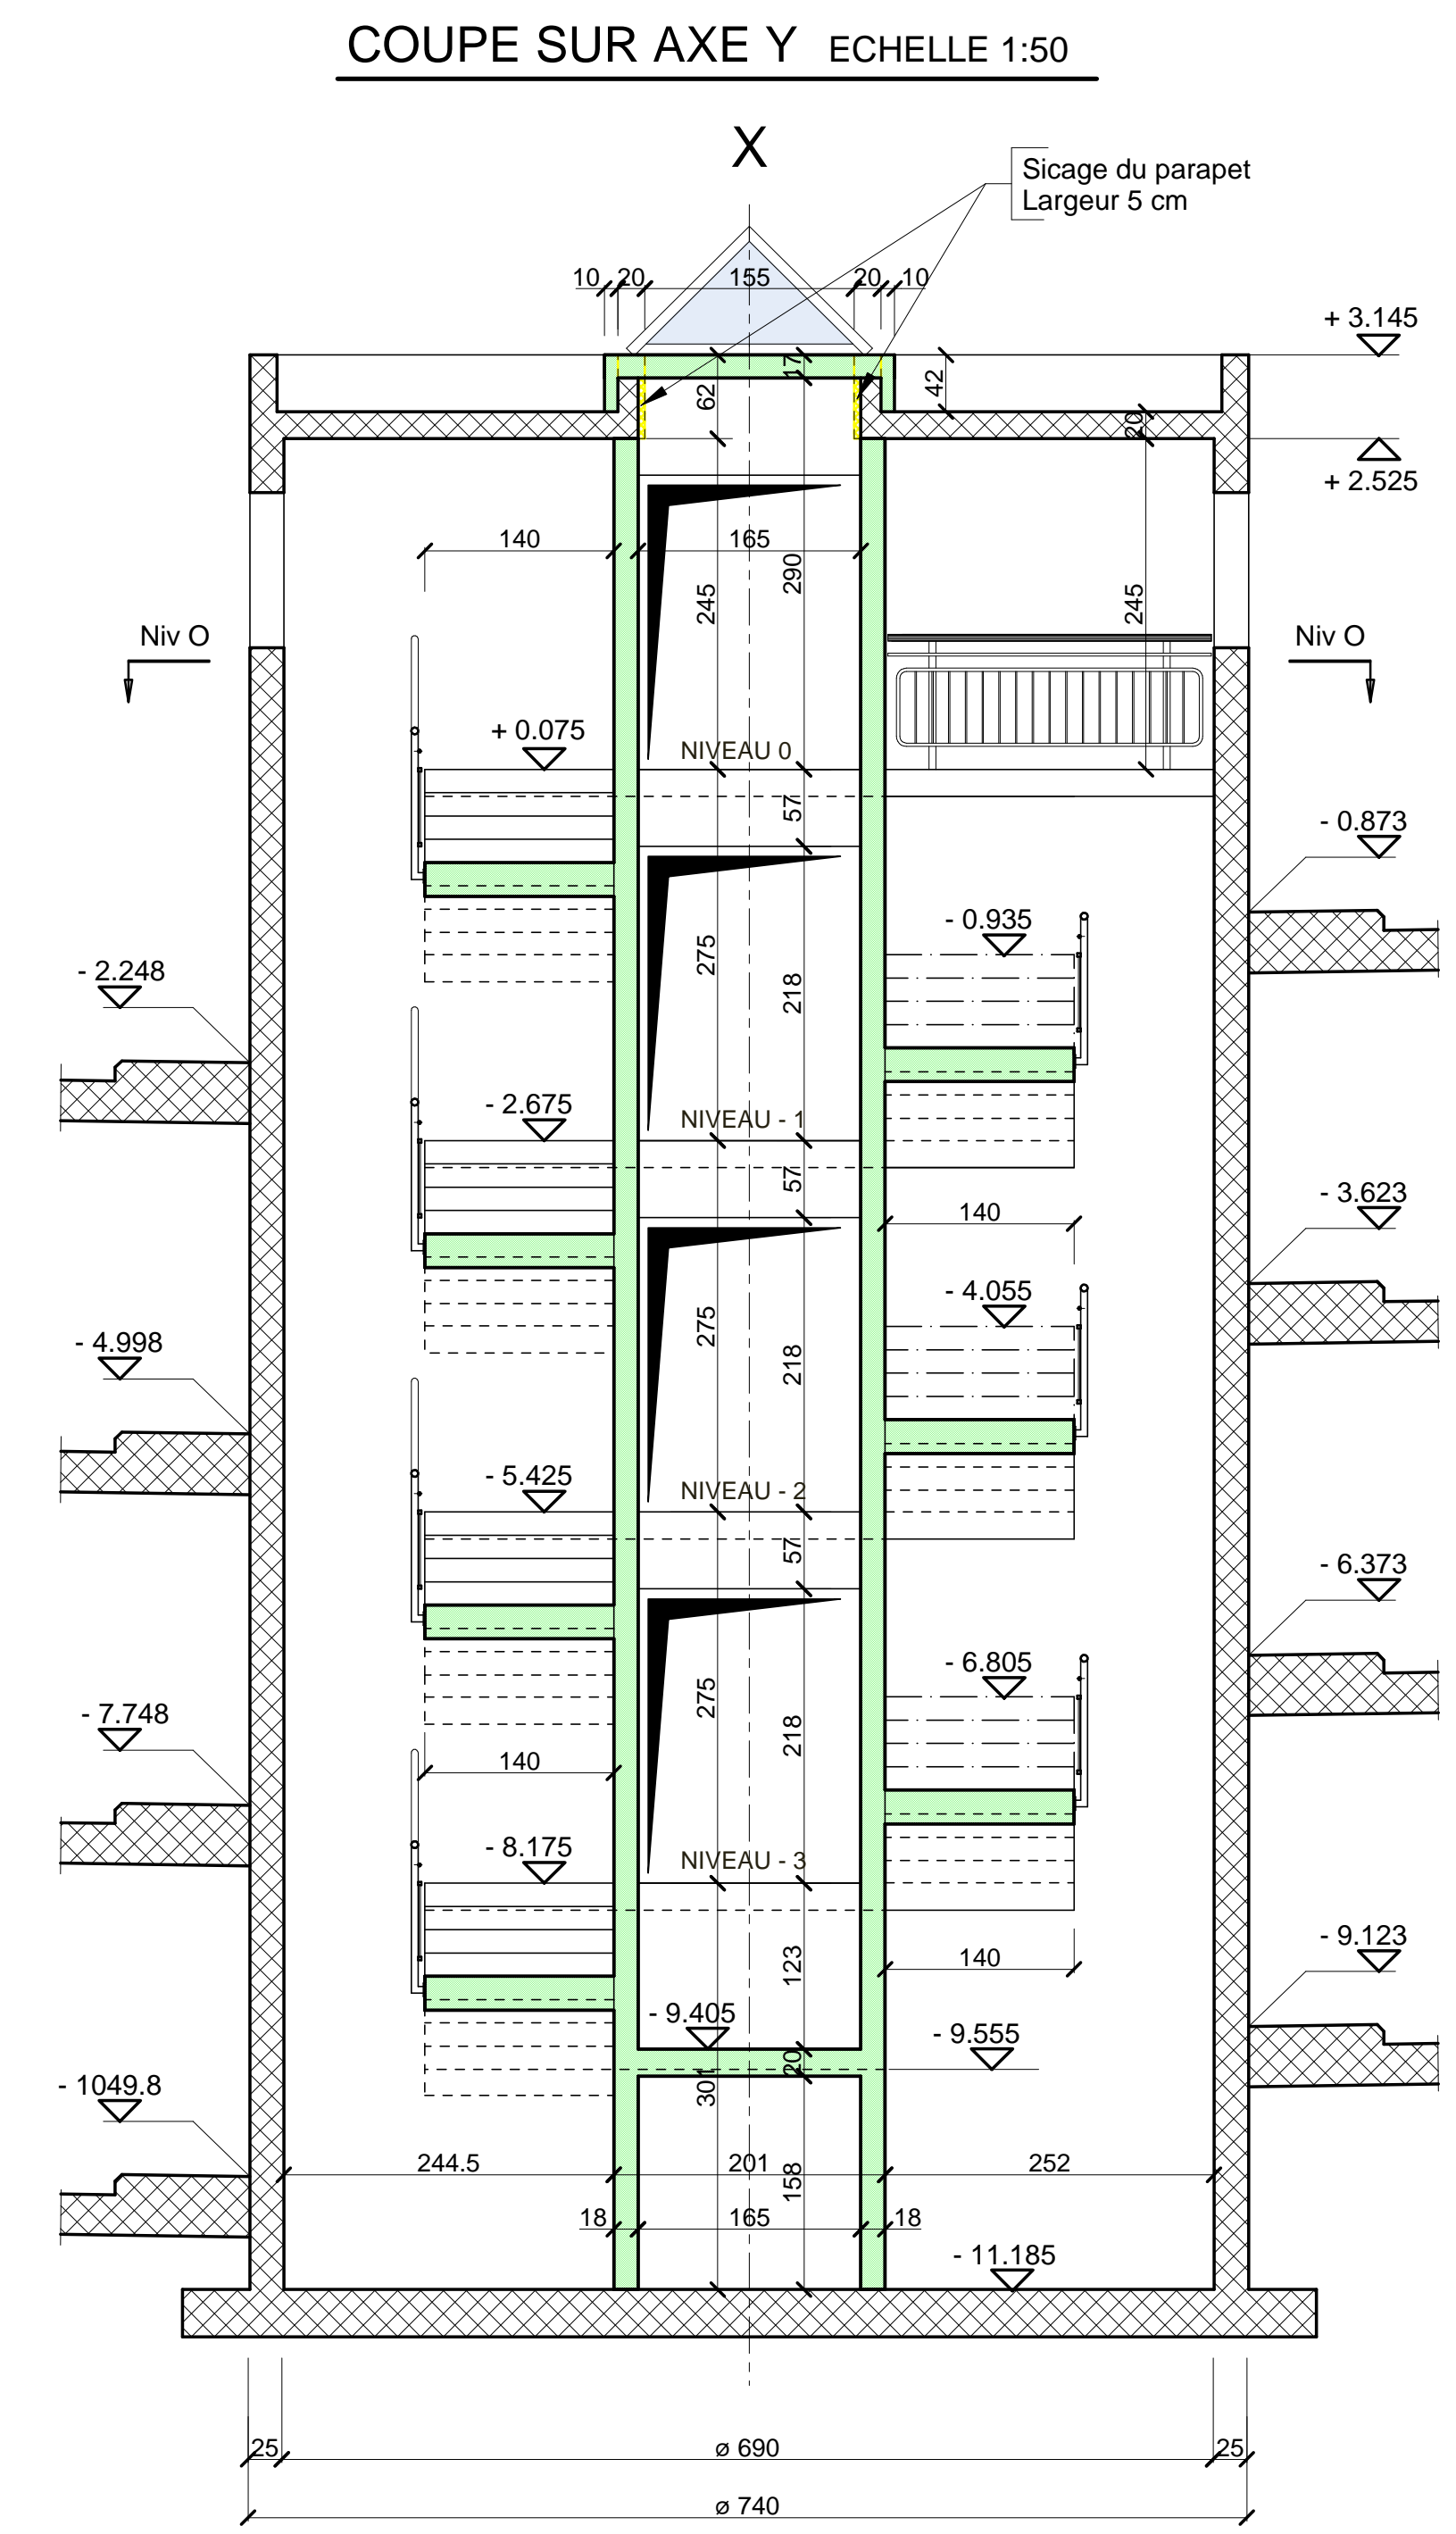 COUPE SUR AXE Y ECHELLE 1:50
X
Sicage du parapet
Largeur 5 cm
10 20 155 20 10
+ 3.145
17
62
42
20
+ 2.525
140 165
290
245
245
Niv O
Niv O
+ 0.075
NIVEAU 0
57
- 0.873
- 0.935
275
218
- 2.248
- 2.675
NIVEAU - 1
57
- 3.623
140
- 4.055
275
218
- 4.998
- 5.425
NIVEAU - 2
57
- 6.373
- 6.805
275
218
- 7.748
140
- 8.175
NIVEAU - 3
123
- 9.123
140
- 9.405
- 9.555
20
301
- 1049.8
244.5 201 252
158
18 165 18
- 11.185
25 ø 690 25
ø 740